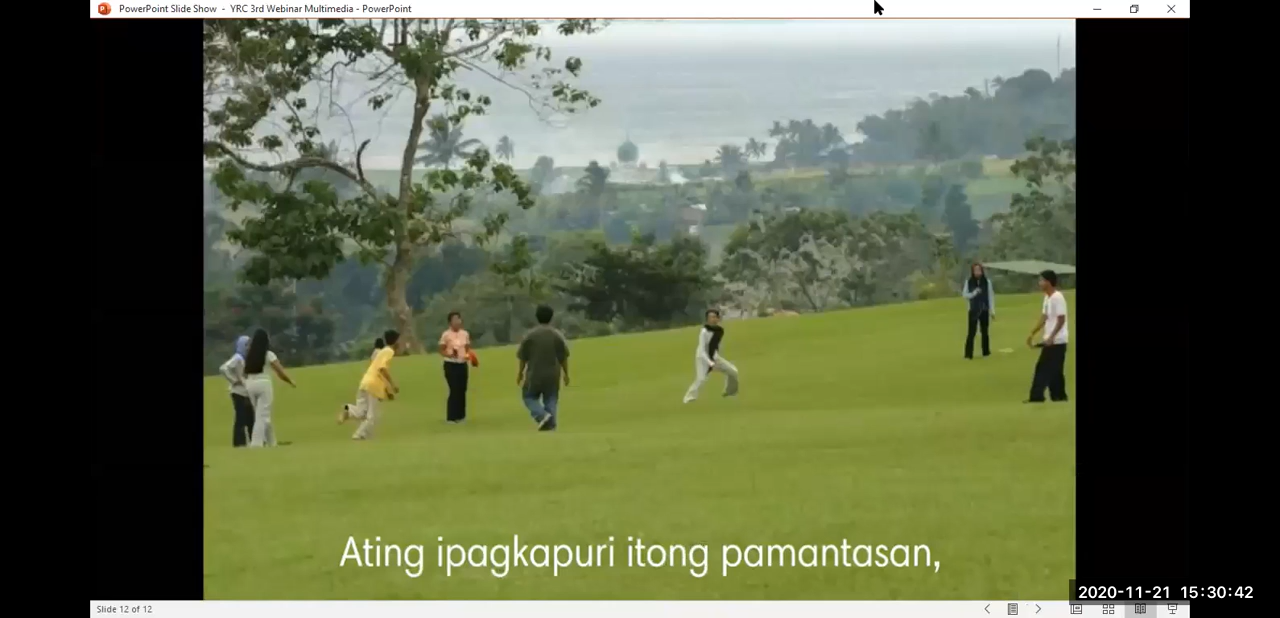 PowerPoint Slide Show - YRC 3rd Webinar Multimedia - PowerPoint
Ating ipagkapuri itong pamantasan,
2020-11-21 15:30:42
Slide 12 of 12